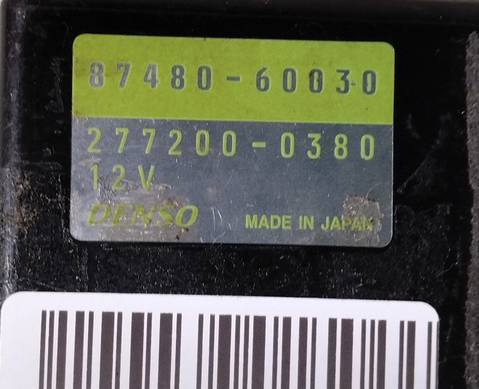 87480-60030
277200-0380
12V
DENSO MADE IN JAPAN